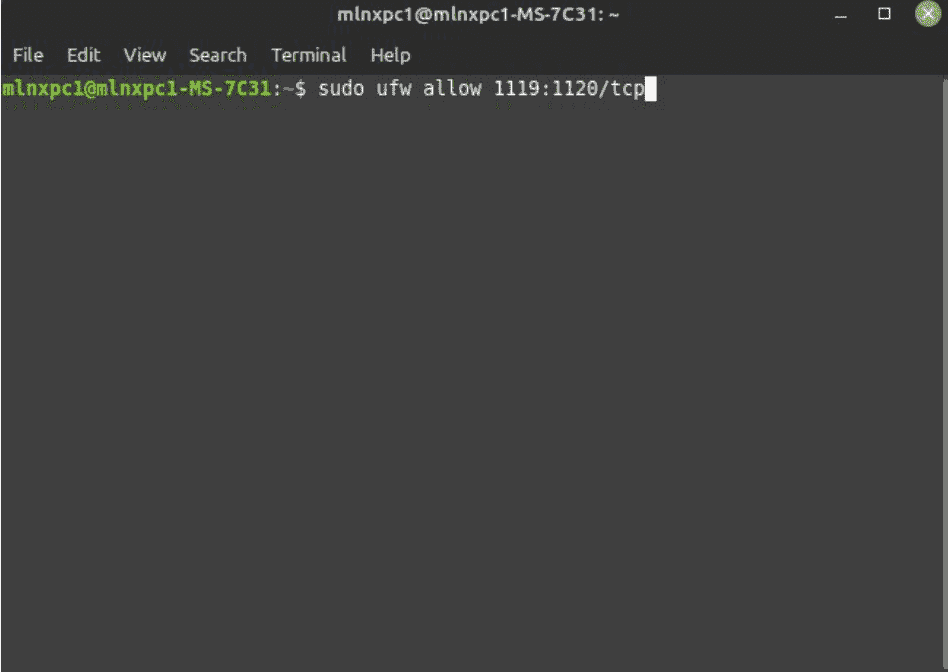 mlnxpc1@mlnxpc1-MS-7C31: ~
File Edit View Search Terminal Help
mlnxpc1@mlnxpc1-MS-7C31:~$ sudo ufw allow 1119:1120/tcp